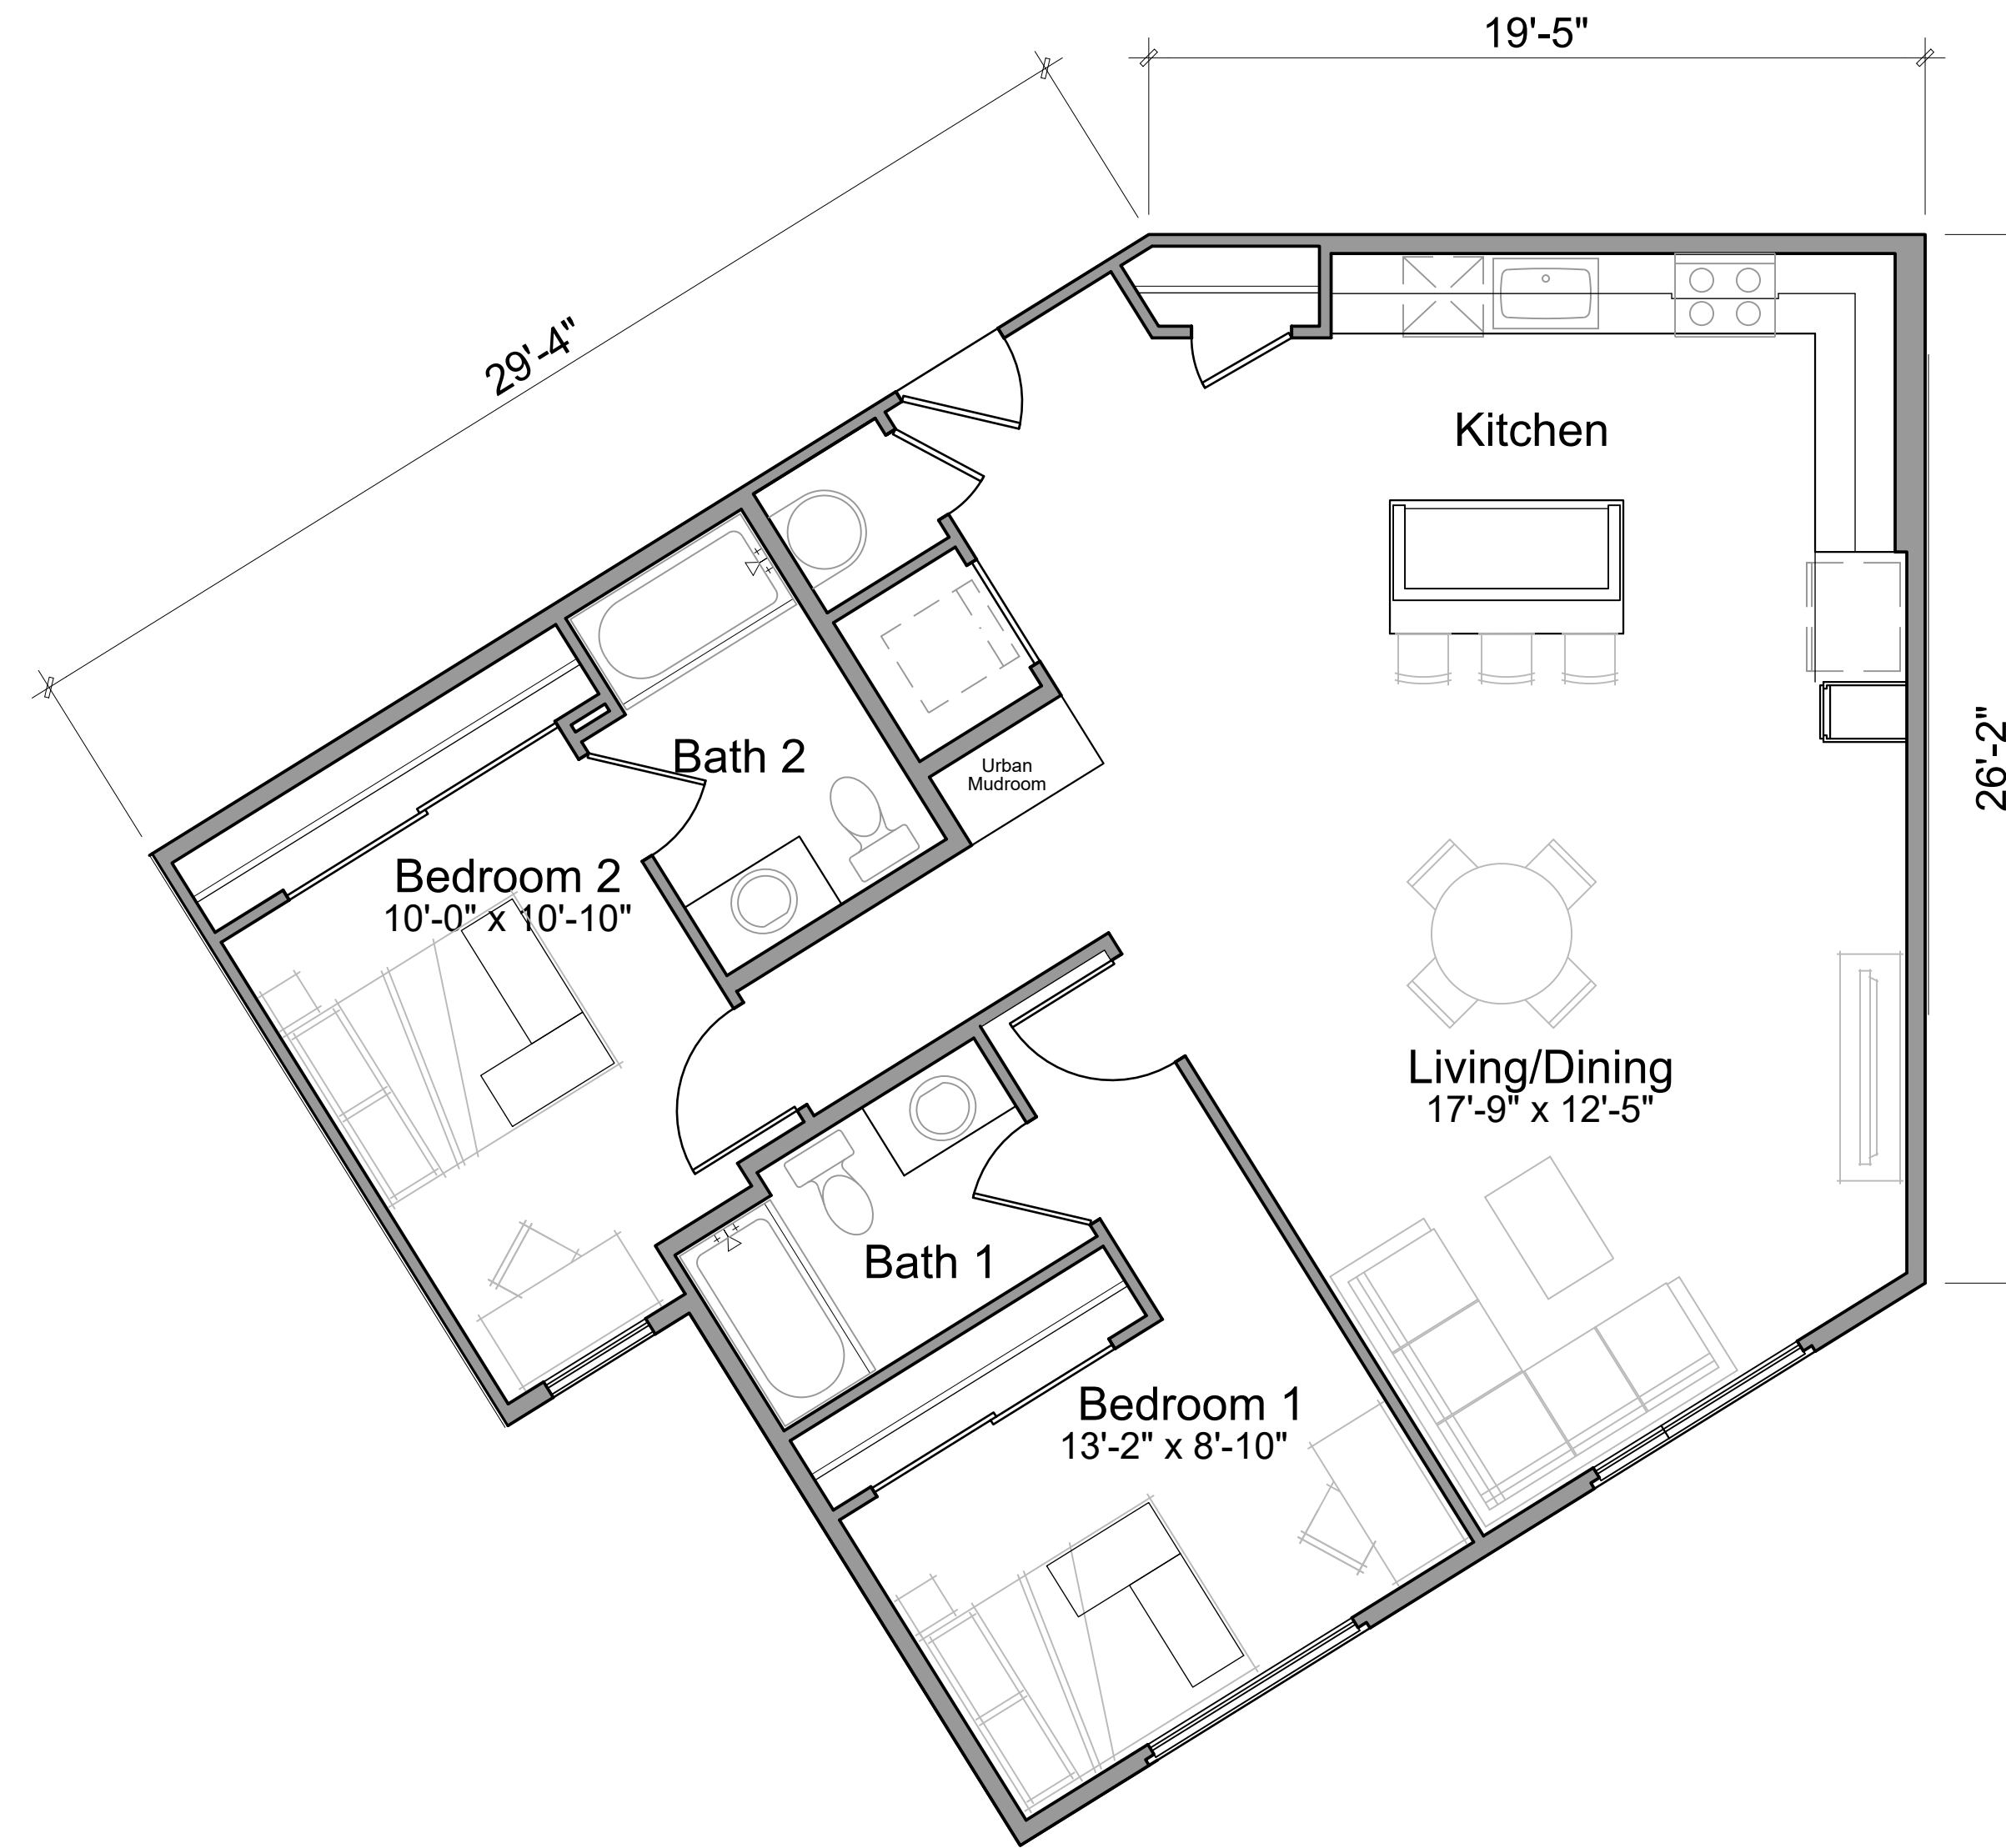 19'-5"
29'-4"
Kitchen
26'-2"
Bath 2
Urban
Mudroom
Bedroom 2
10'-0" x 10'-10"
Living/Dining
17'-9" x 12'-5"
Bath 1
Bedroom 1
13'-2" x 8'-10"